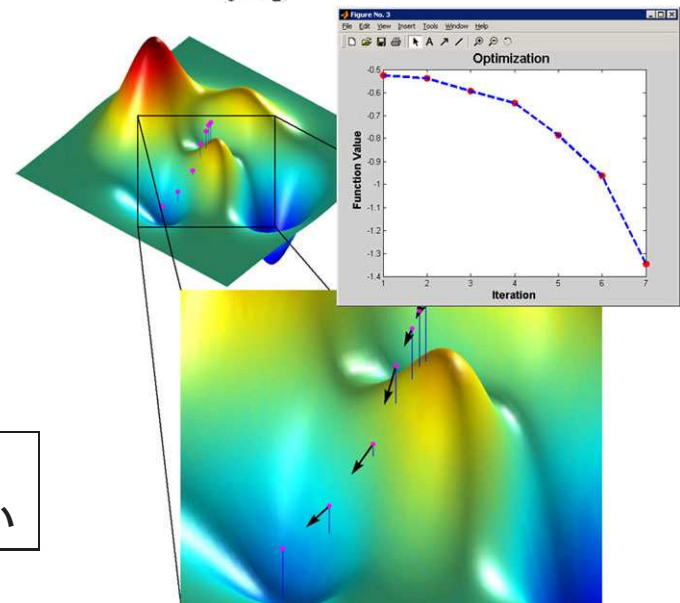 Figure No. 3
File Edit View Insert Tools Window Help
A
Optimization
Function Value
-0.5
-0.6
-0.7
-0.8
-0.9
-1
-1.1
-1.2
-1.3
-1.4
1 2 3 4 5 6 7
Iteration
い